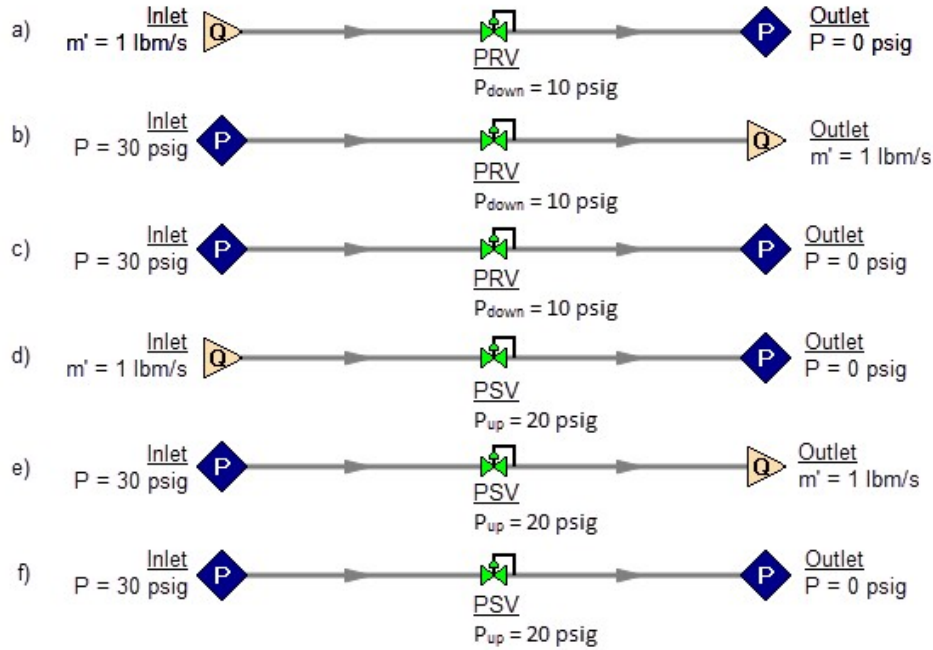 a)
Inlet
m' = 1 lbm/s
Q
PRV
Pdown = 10 psig
P
Outlet
P = 0 psig
b)
Inlet
P = 30 psig
P
PRV
Pdown = 10 psig
Q
Outlet
m' = 1 lbm/s
c)
Inlet
P = 30 psig
P
PRV
Pdown = 10 psig
P
Outlet
P = 0 psig
d)
Inlet
m' = 1 lbm/s
Q
PSV
Pup = 20 psig
P
Outlet
P = 0 psig
e)
Inlet
P = 30 psig
P
PSV
Pup = 20 psig
Q
Outlet
m' = 1 lbm/s
f)
Inlet
P = 30 psig
P
PSV
Pup = 20 psig
P
Outlet
P = 0 psig